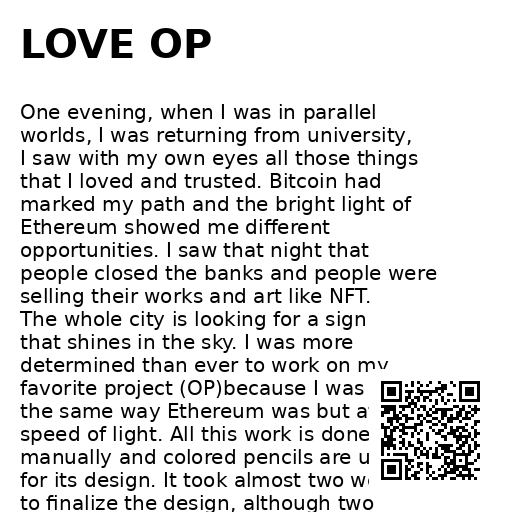 LOVE OP
One evening, when I was in parallel
worlds, I was returning from university,
I saw with my own eyes all those things
that I loved and trusted. Bitcoin had
marked my path and the bright light of
Ethereum showed me different
opportunities. I saw that night that
people closed the banks and people were
selling their works and art like NFT.
The whole city is looking for a sign
that shines in the sky. I was more
determined than ever to work on my
favorite project (OP)because I was
the same way Ethereum was but
speed of light. All this work is done
manually and colored pencils are
for its design. It took almost two
to finalize the design, although two